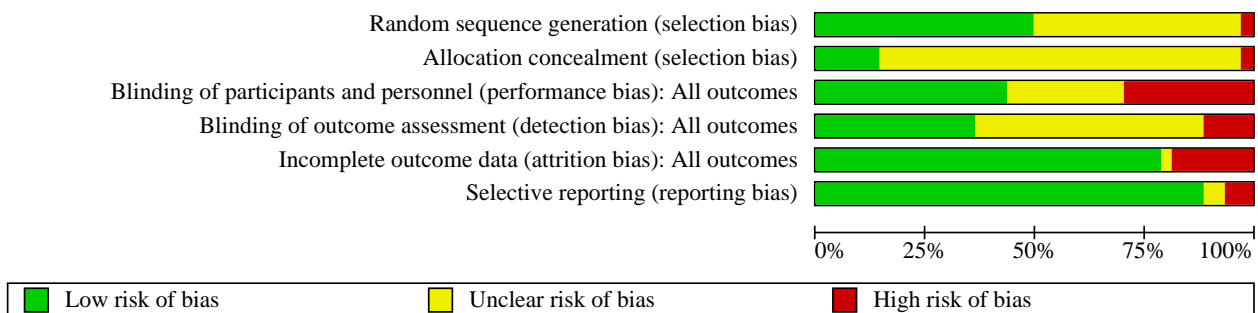 Random sequence generation (selection bias)
Allocation concealment (selection bias)
Blinding of participants and personnel (performance bias): All outcomes
Blinding of outcome assessment (detection bias): All outcomes
Incomplete outcome data (attrition bias): All outcomes
Selective reporting (reporting bias)
0% 25% 50% 75% 100%
Low risk of bias Unclear risk of bias High risk of bias